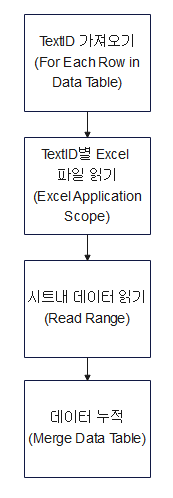 TextID 가져오기
(For Each Row in
Data Table)
TextID별 Excel
파일 읽기
(Excel Application
Scope)
시트내 데이터 읽기
(Read Range)
데이터 누적
(Merge Data Table)